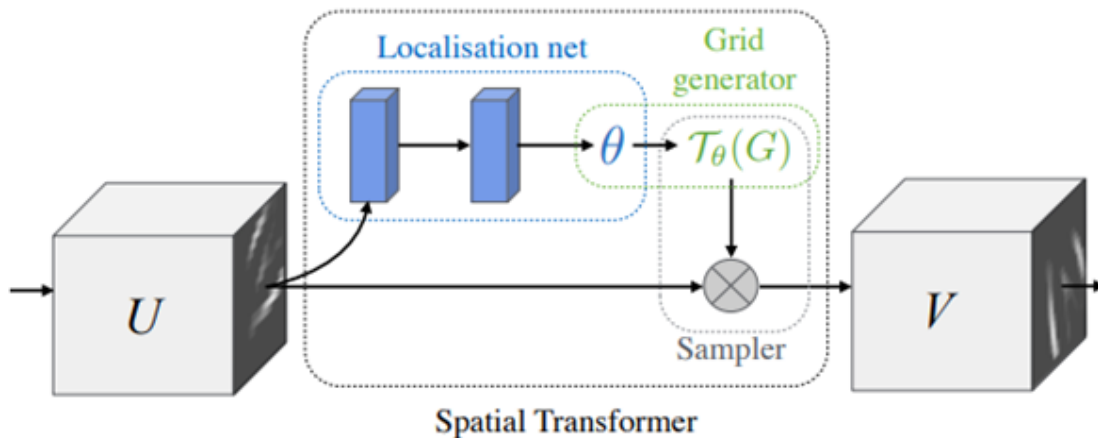 Localisation net
Grid
generator
θ
𝒯θ(G)
U
V
Sampler
Spatial Transformer